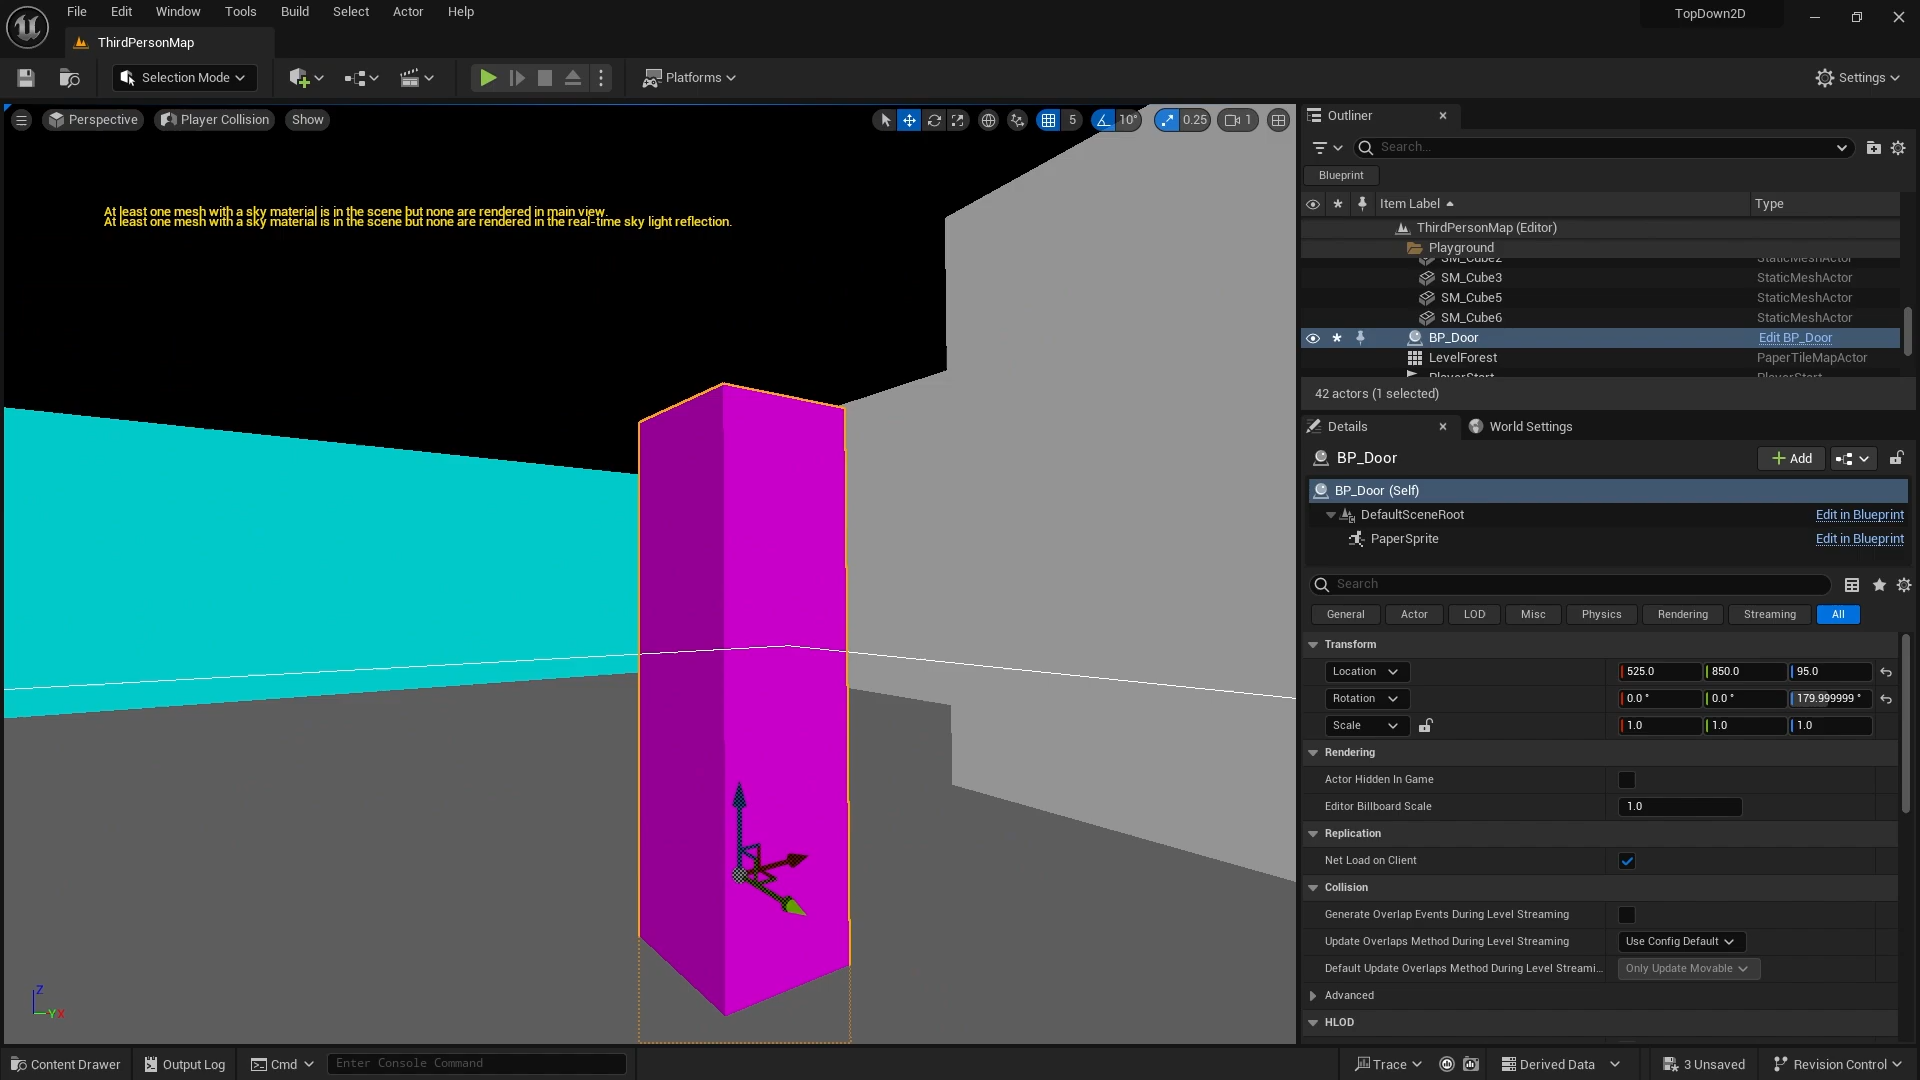 File Edit Window Tools Build Select Actor Help
TopDown2D
ThirdPersonMap
Selection Mode
Platforms
Settings
Perspective Player Collision Show
5 10° 0.25 1
At least one mesh with a sky material is in the scene but none are rendered in main view.
At least one mesh with a sky material is in the scene but none are rendered in the real-time sky light reflection.
Z
Y X
Outliner
Search...
Blueprint
Item Label Type
ThirdPersonMap (Editor)
Playground
SM_Cube2 StaticMeshActor
SM_Cube3 StaticMeshActor
SM_Cube5 StaticMeshActor
SM_Cube6 StaticMeshActor
BP_Door Edit BP_Door
LevelForest PaperTileMapActor
PlayerStart PlayerStart
42 actors (1 selected)
Details World Settings
BP_Door Add
BP_Door (Self)
DefaultSceneRoot Edit in Blueprint
PaperSprite Edit in Blueprint
Search
General Actor LOD Misc Physics Rendering Streaming All
Transform
Location 525.0 850.0 95.0
Rotation 0.0 ° 0.0 ° 179.999999 °
Scale 1.0 1.0 1.0
Rendering
Actor Hidden In Game
Editor Billboard Scale 1.0
Replication
Net Load on Client
Collision
Generate Overlap Events During Level Streaming
Update Overlaps Method During Level Streaming Use Config Default
Default Update Overlaps Method During Level Streami... Only Update Movable
Advanced
HLOD
Content Drawer Output Log Cmd Enter Console Command Trace Derived Data 3 Unsaved Revision Control